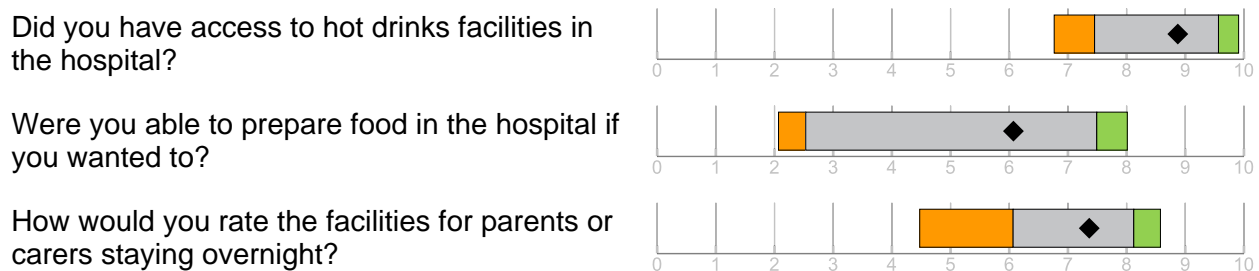 Did you have access to hot drinks facilities in
the hospital?
0 1 2 3 4 5 6 7 8 9 10
Were you able to prepare food in the hospital if
you wanted to?
0 1 2 3 4 5 6 7 8 9 10
How would you rate the facilities for parents or
carers staying overnight?
0 1 2 3 4 5 6 7 8 9 10